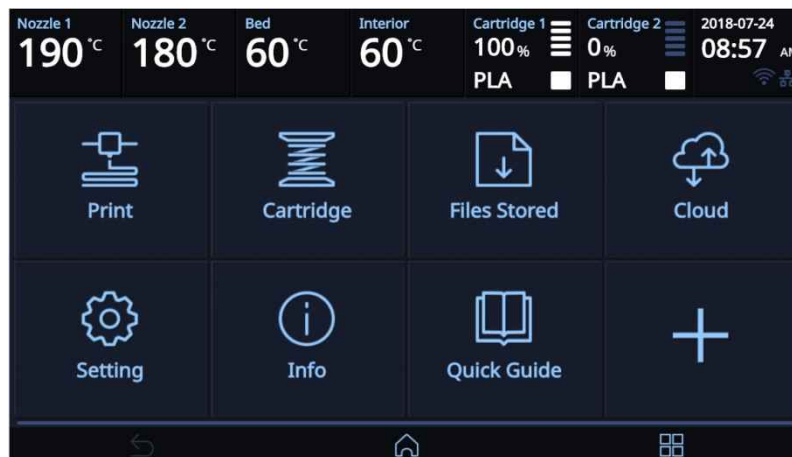 Nozzle 1 Nozzle 2 Bed Interior Cartridge 1 Cartridge 2 2018-07-24
190 °C 180 °C 60 °C 60 °C 100 % 0 % 08:57 AM
PLA PLA
Print Cartridge Files Stored Cloud
Setting Info Quick Guide